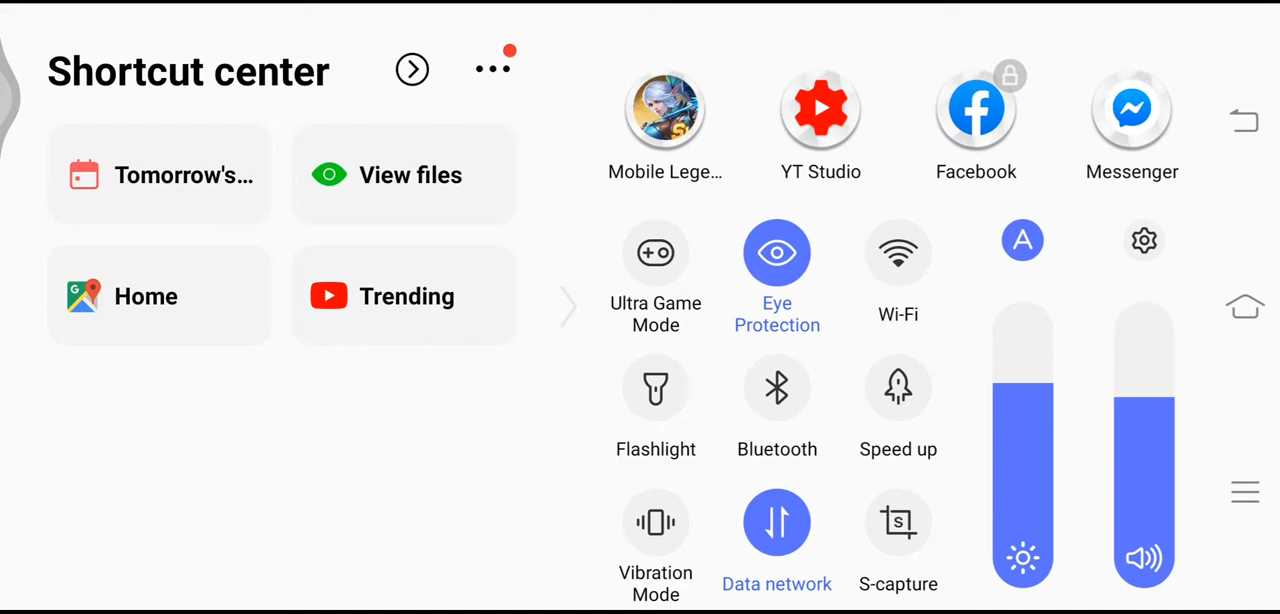 Shortcut center
Tomorrow's...
View files
Home
Trending
Mobile Lege...
YT Studio
Facebook
Messenger
Ultra Game
Mode
Eye
Protection
Wi-Fi
A
Flashlight
Bluetooth
Speed up
Vibration
Mode
Data network
S
S-capture